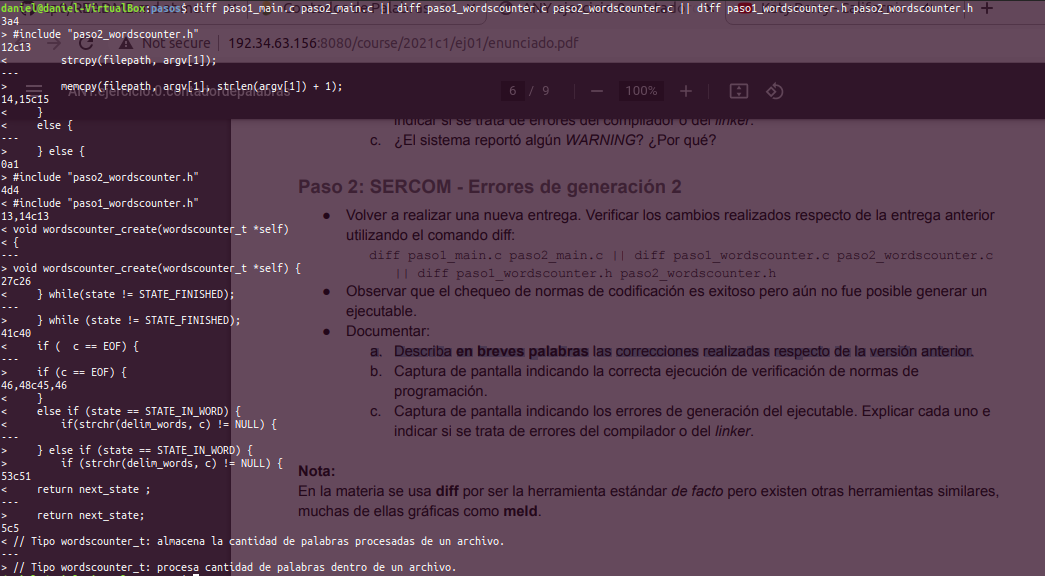 daniel@daniel-VirtualBox:pasos$ diff paso1_main.c paso2_main.c || diff paso1_wordscounter.c paso2_wordscounter.c || diff paso1_wordscounter.h paso2_wordscounter.h
3a4
> #include "paso2_wordscounter.h"
12c13
<         strcpy(filepath, argv[1]);
---
>         memcpy(filepath, argv[1], strlen(argv[1]) + 1);
14,15c15
<     }
<     else {
---
>     } else {
0a1
> #include "paso2_wordscounter.h"
4d4
< #include "paso1_wordscounter.h"
13,14c13
< void wordscounter_create(wordscounter_t *self)
< {
---
> void wordscounter_create(wordscounter_t *self) {
27c26
<     } while(state != STATE_FINISHED);
---
>     } while (state != STATE_FINISHED);
41c40
<     if (  c == EOF) {
---
>     if (c == EOF) {
46,48c45,46
<     }
<     else if (state == STATE_IN_WORD) {
<         if(strchr(delim_words, c) != NULL) {
---
>     } else if (state == STATE_IN_WORD) {
>         if (strchr(delim_words, c) != NULL) {
53c51
<     return next_state ;
---
>     return next_state;
5c5
< // Tipo wordscounter_t: almacena la cantidad de palabras procesadas de un archivo.
---
> // Tipo wordscounter_t: procesa cantidad de palabras dentro de un archivo.
Not secure | 192.34.63.156:8080/course/2021c1/ej01/enunciado.pdf
6 / 9 — 100% +
indicar si se trata de errores del compilador o del linker.
c. ¿El sistema reportó algún WARNING? ¿Por qué?
Paso 2: SERCOM - Errores de generación 2
● Volver a realizar una nueva entrega. Verificar los cambios realizados respecto de la entrega anterior
utilizando el comando diff:
diff paso1_main.c paso2_main.c || diff paso1_wordscounter.c paso2_wordscounter.c
|| diff paso1_wordscounter.h paso2_wordscounter.h
● Observar que el chequeo de normas de codificación es exitoso pero aún no fue posible generar un
ejecutable.
● Documentar:
a. Describa en breves palabras las correcciones realizadas respecto de la versión anterior.
b. Captura de pantalla indicando la correcta ejecución de verificación de normas de
programación.
c. Captura de pantalla indicando los errores de generación del ejecutable. Explicar cada uno e
indicar si se trata de errores del compilador o del linker.
Nota:
En la materia se usa diff por ser la herramienta estándar de facto pero existen otras herramientas similares,
muchas de ellas gráficas como meld.